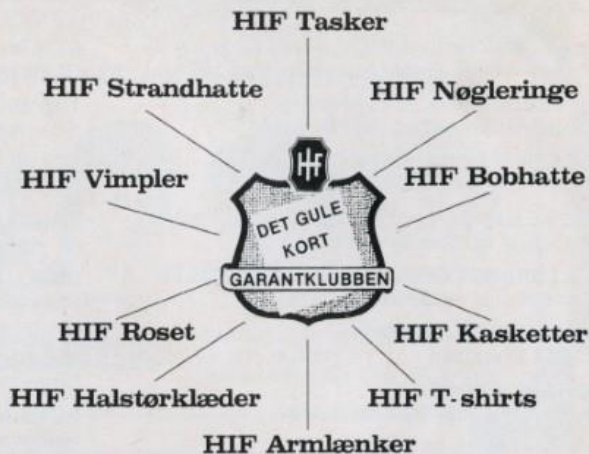 HIF Tasker
HIF Strandhatte
HIF Nøgleringe
HIF
HIF Vimpler
HIF Bobhatte
DET GULE
KORT
GARANTKLUBBEN
HIF Roset
HIF Kasketter
HIF Halstørklæder
HIF T-shirts
HIF Armlænker